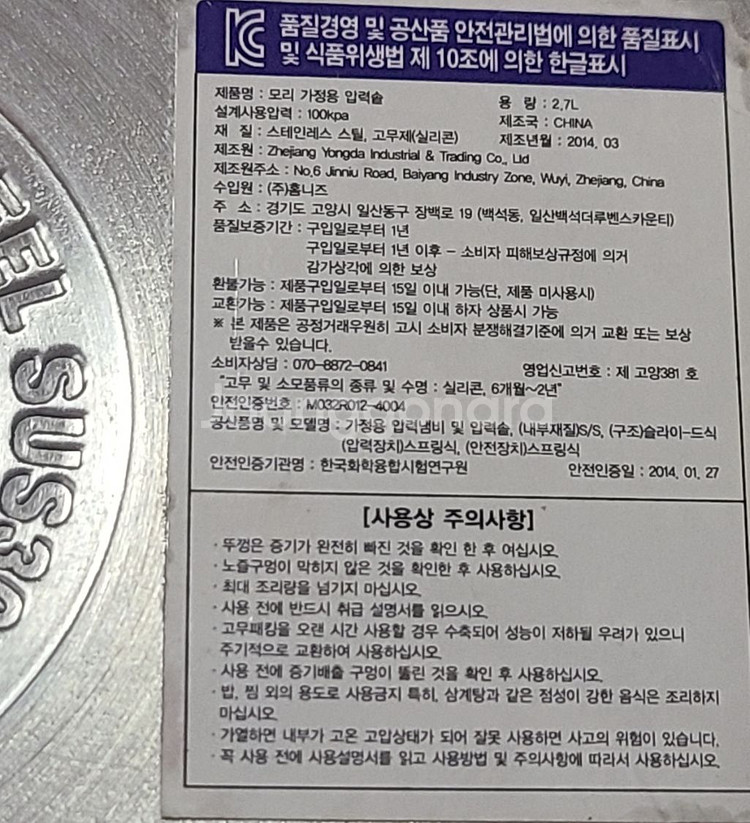 품질경영 및 공산품 안전관리법에 의한 품질표시
및 식품위생법 제 10조에 의한 한글표시
제품명 : 모리 가정용 압력솥
용 량 : 2.7L
설계사용압력 : 100kpa
제조국 : CHINA
재 질 : 스테인레스 스틸, 고무제(실리콘)
제조년월 : 2014. 03
제조원 : Zhejiang Yongda Industrial & Trading Co., Ltd
제조원주소 : No.6 Jinniu Road, Baiyang Industry Zone, Wuyi, Zhejiang, China
수입원 : (주)홈니즈
주 소 : 경기도 고양시 일산동구 장백로 19 (백석동, 일산백석더루벤스카운티)
품질보증기간 : 구입일로부터 1년
구입일로부터 1년 이후 - 소비자 피해보상규정에 의거
감가상각에 의한 보상
환불가능 : 제품구입일로부터 15일 이내 가능(단, 제품 미사용시)
교환가능 : 제품구입일로부터 15일 이내 하자 상품시 가능
※ 본 제품은 공정거래우원히 고시 소비자 분쟁해결기준에 의거 교환 또는 보상
받을수 있습니다.
소비자상담 : 070-8872-0841
영업신고번호 : 제 고양381 호
"고무 및 소모품류의 종류 및 수명 : 실리콘, 6개월~2년"
안전인증번호 : M032R012-4004
공산품명 및 모델명 : 가정용 압력냄비 및 압력솥, (내부재질)S/S, (구조)슬라이-드식
(압력장치)스프링식, (안전장치)스프링식
안전인증기관명 : 한국화학융합시험연구원
안전인증일 : 2014. 01. 27
[사용상 주의사항]
· 뚜껑은 증기가 완전히 빠진 것을 확인 한 후 여십시오.
· 노즐구멍이 막히지 않은 것을 확인한 후 사용하십시오.
· 최대 조리량을 넘기지 마십시오.
· 사용 전에 반드시 취급 설명서를 읽으시오.
· 고무패킹을 오랜 시간 사용할 경우 수축되어 성능이 저하될 우려가 있으니
주기적으로 교환하여 사용하십시오.
· 사용 전에 증기배출 구멍이 뚫린 것을 확인 후 사용하십시오.
· 밥, 찜 외의 용도로 사용금지 특히, 삼계탕과 같은 점성이 강한 음식은 조리하지
마십시오.
· 가열하면 내부가 고온 고압상태가 되어 잘못 사용하면 사고의 위험이 있습니다.
· 꼭 사용 전에 사용설명서를 읽고 사용방법 및 주의사항에 따라서 사용하십시오.